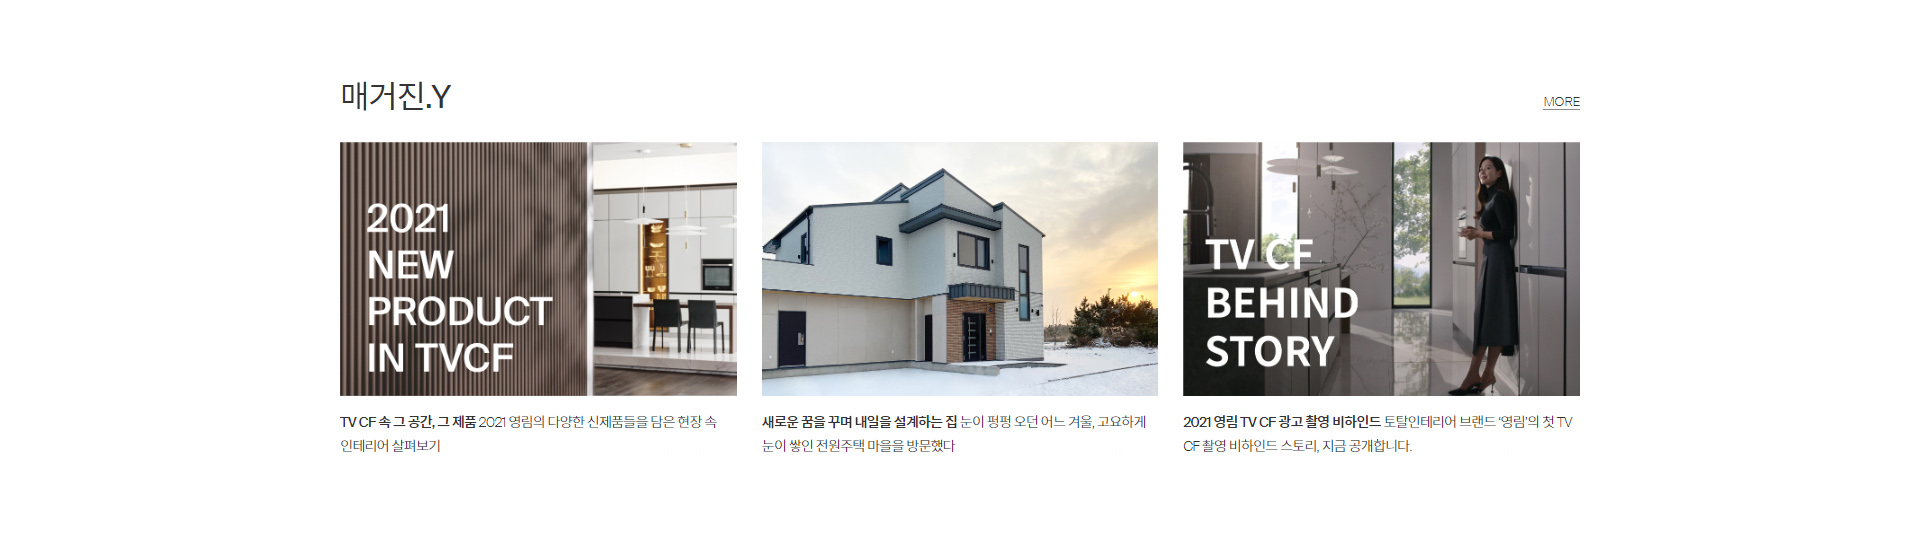 매거진.Y
MORE
2021
NEW
PRODUCT
IN TVCF
TV CF
BEHIND
STORY
TV CF 속 그 공간, 그 제품 2021 영림의 다양한 신제품들을 담은 현장 속
인테리어 살펴보기
새로운 꿈을 꾸며 내일을 설계하는 집 눈이 펑펑 오던 어느 겨울, 고요하게
눈이 쌓인 전원주택 마을을 방문했다
2021 영림 TV CF 광고 촬영 비하인드 토탈인테리어 브랜드 ‘영림’의 첫 TV
CF 촬영 비하인드 스토리, 지금 공개합니다.